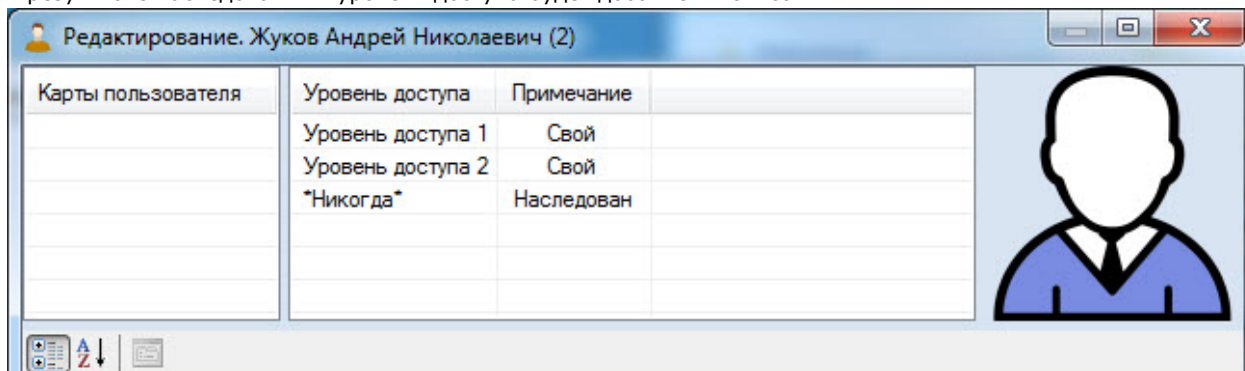 Редактирование. Жуков Андрей Николаевич (2)
Карты пользователя
Уровень доступа Примечание
Уровень доступа 1 Свой
Уровень доступа 2 Свой
*Никогда* Наследован